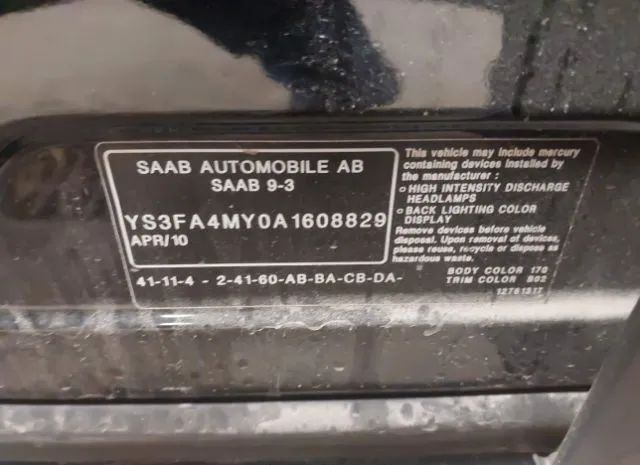 SAAB AUTOMOBILE AB
SAAB 9-3
YS3FA4MY0A1608829
APR/10
41-11-4 - 2-41-60-AB-BA-CB-DA-
This vehicle may include mercury
containing devices installed by
the manufacturer :
o HIGH INTENSITY DISCHARGE
HEADLAMPS
o BACK LIGHTING COLOR
DISPLAY
Remove devices before vehicle
disposal. Upon removal of devices,
please reuse, recycle or dispose as
hazardous waste.
BODY COLOR 170
TRIM COLOR B02
12761317